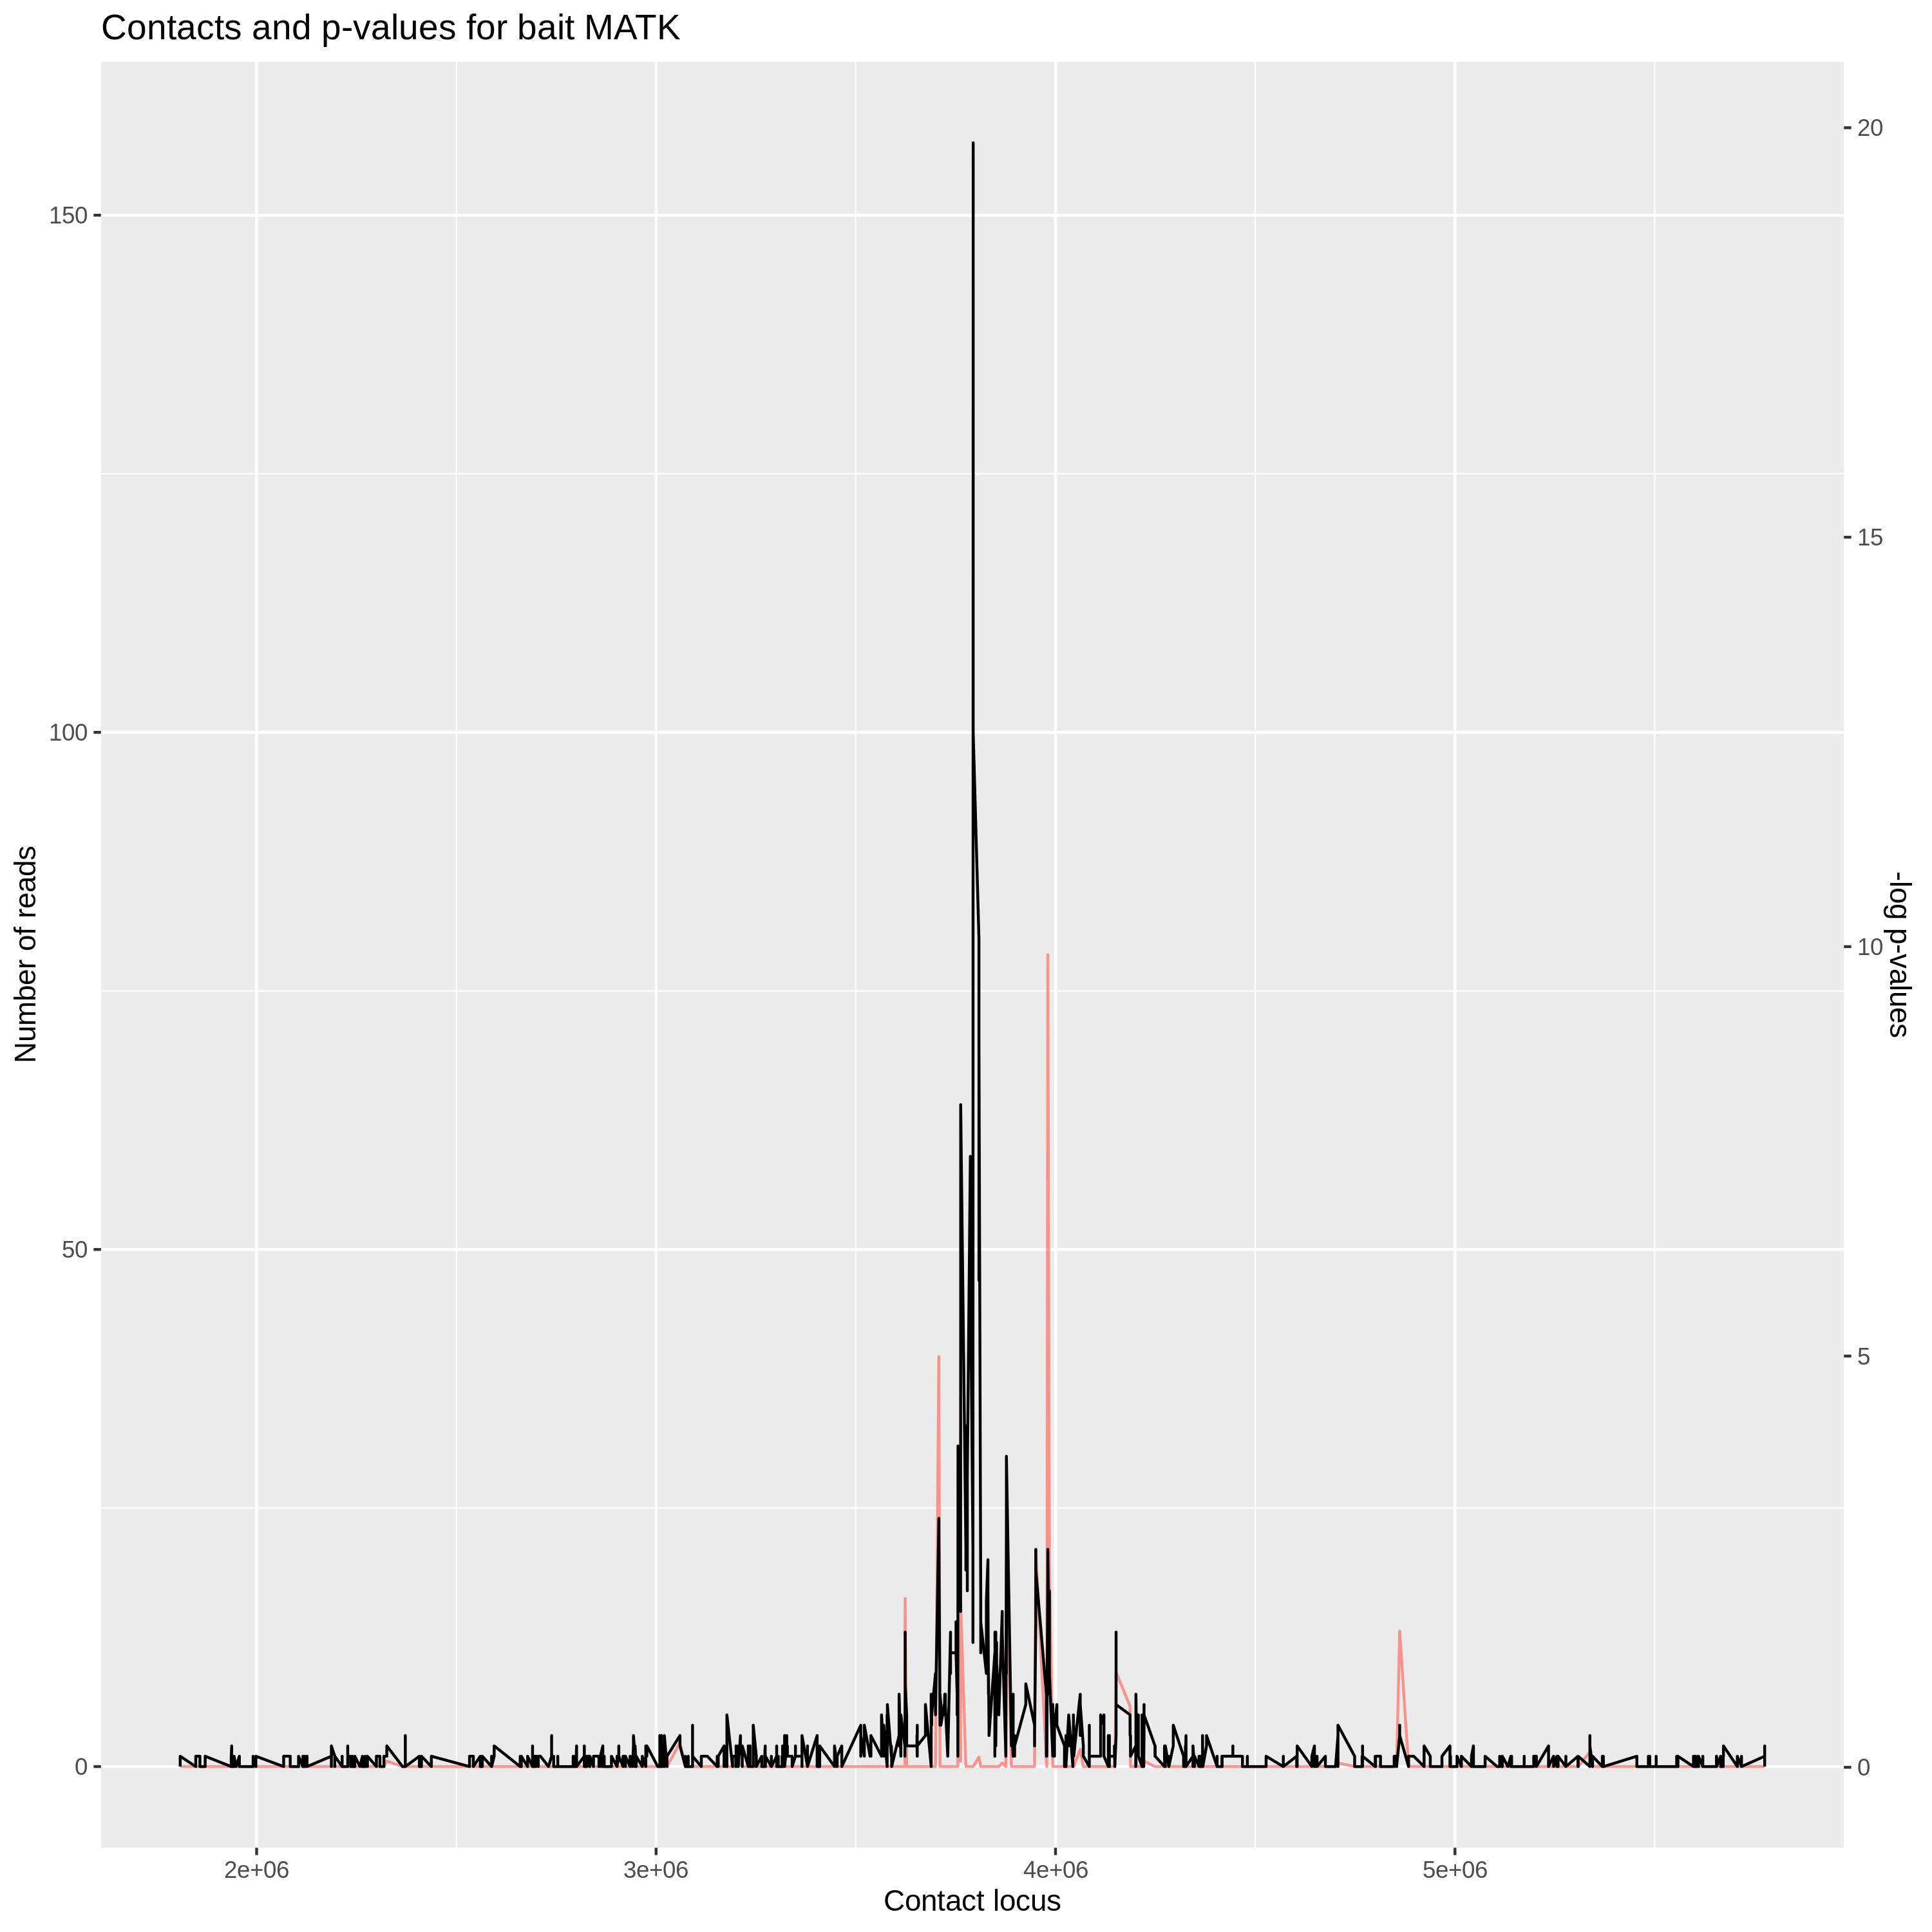 Contacts and p-values for bait MATK
150
100
50
0
Number of reads
20
15
10
5
0
-log p-values
2e+06
3e+06
4e+06
5e+06
Contact locus